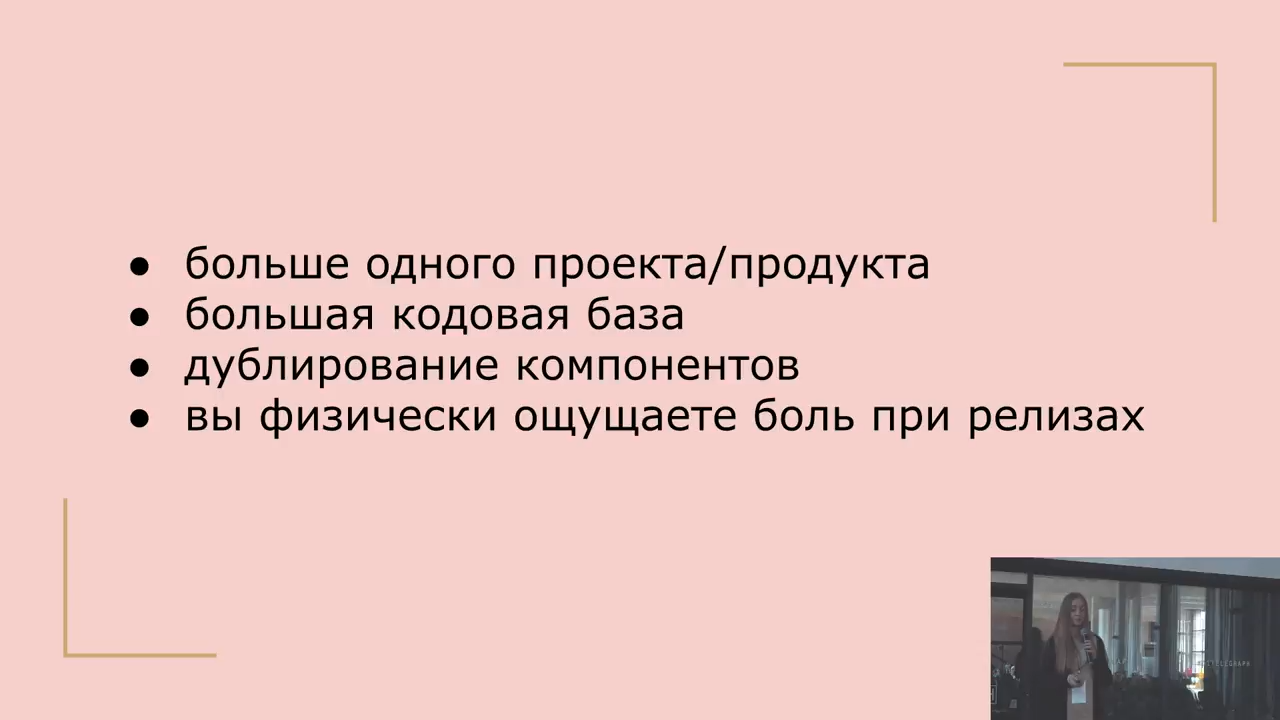 ● больше одного проекта/продукта
● большая кодовая база
● дублирование компонентов
● вы физически ощущаете боль при релизах